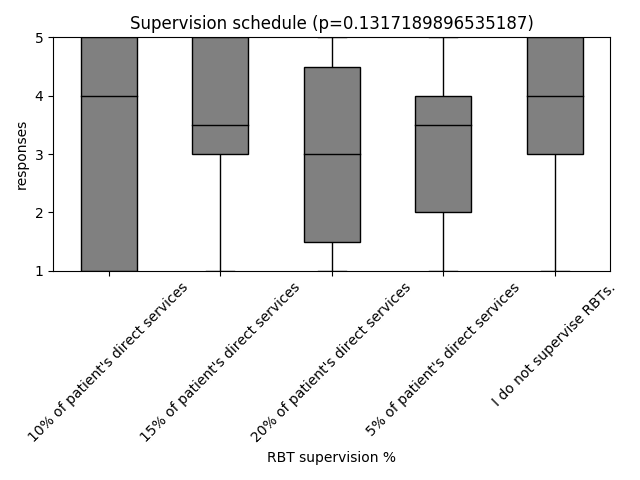 Supervision schedule (p=0.1317189896535187)
5
4
3
2
1
responses
10% of patient's direct services
15% of patient's direct services
20% of patient's direct services
5% of patient's direct services
I do not supervise RBTs.
RBT supervision %